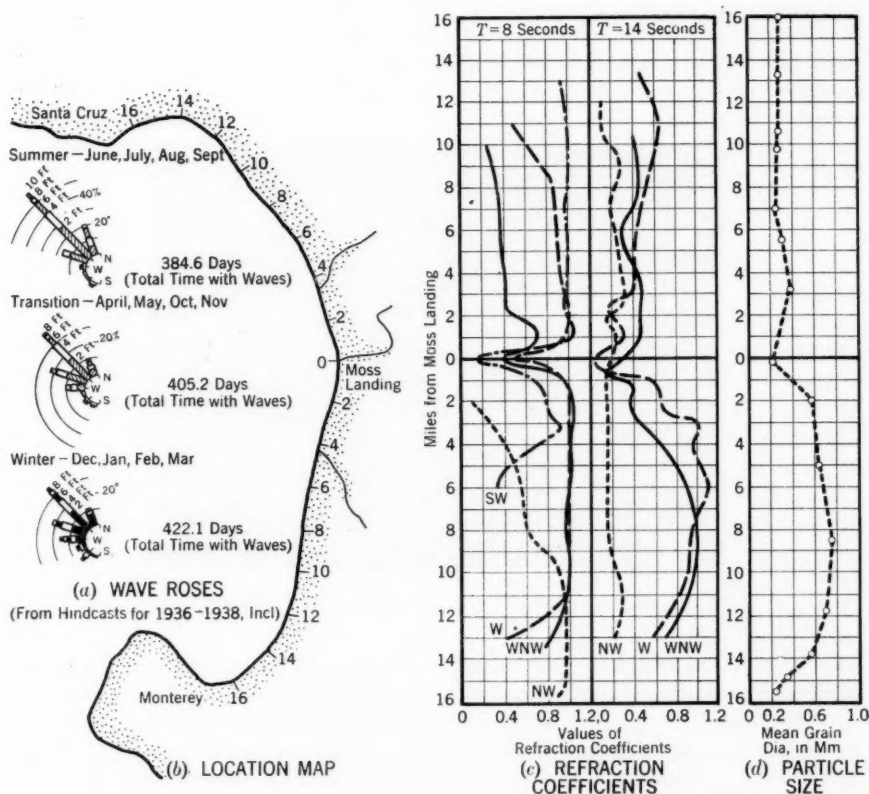 Santa Cruz
16
14
12
10
8
6
4
2
0
Moss
Landing
2
4
6
8
10
12
14
16
Monterey
Summer — June, July, Aug, Sept
10 Ft
8 Ft
6 Ft
4 Ft
2 Ft
40%
20°
N
W
S
384.6 Days
(Total Time with Waves)
Transition — April, May, Oct, Nov
8 Ft
6 Ft
4 Ft
2 Ft
20%
N
W
S
405.2 Days
(Total Time with Waves)
Winter — Dec, Jan, Feb, Mar
20°
N
W
S
422.1 Days
(Total Time with Waves)
(a) WAVE ROSES
(From Hindcasts for 1936–1938, Incl)
(b) LOCATION MAP
Miles from Moss Landing
16
14
12
10
8
6
4
2
0
2
4
6
8
10
12
14
16
T = 8 Seconds
T = 14 Seconds
SW
W
WNW
NW
NW
W
WNW
0 0.4 0.8 1.2,0 0.4 0.8 1.2
Values of
Refraction Coefficients
(c) REFRACTION
COEFFICIENTS
16
14
12
10
8
6
4
2
0
2
4
6
8
10
12
14
16
0 0.2 0.6 1.0
Mean Grain
Dia, in Mm
(d) PARTICLE
SIZE